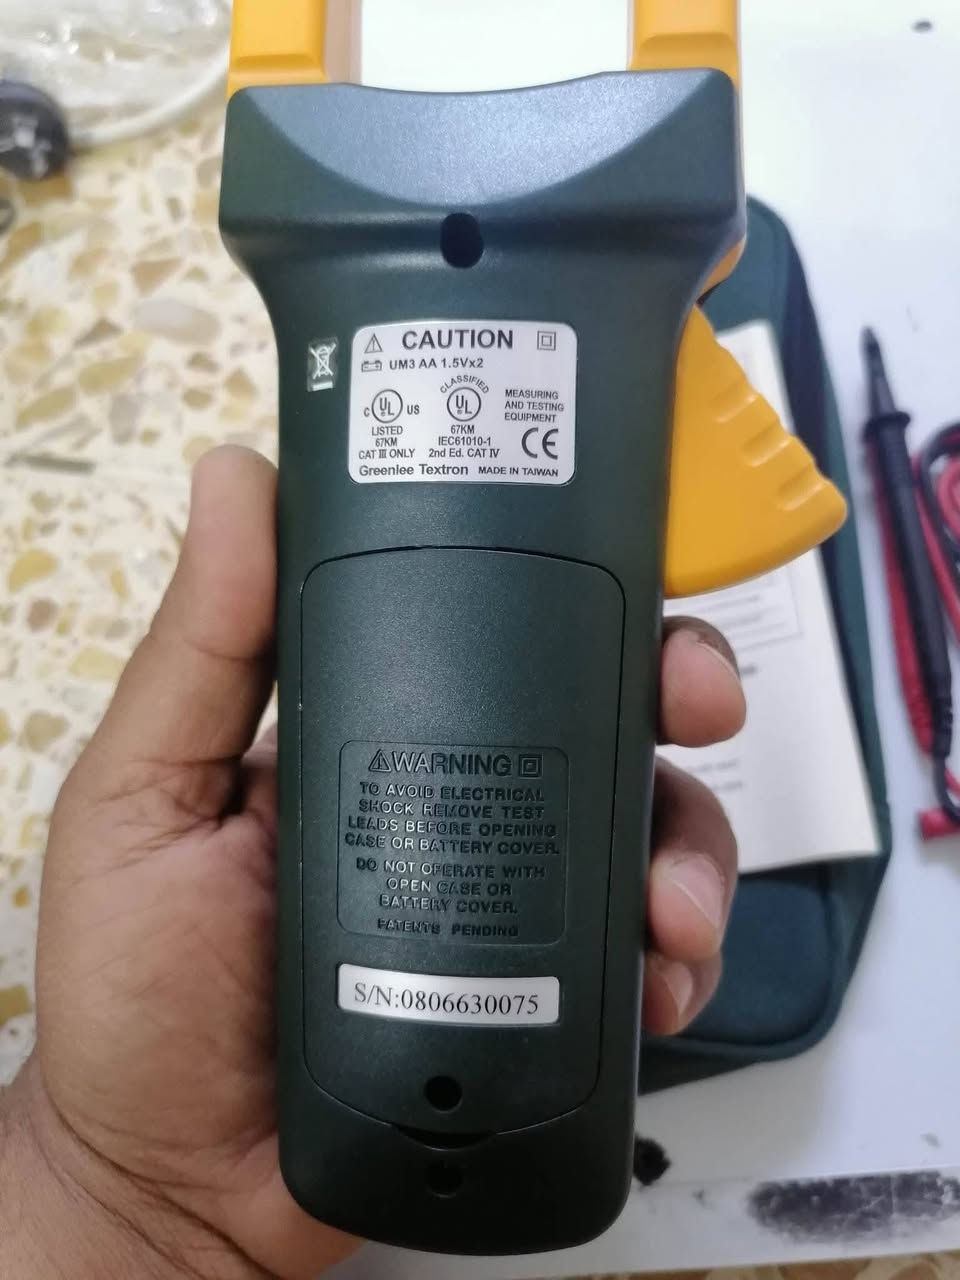 CAUTION
UM3 AA 1.5Vx2
CLASSIFIED
C UL US
UL
MEASURING
AND TESTING
EQUIPMENT
LISTED
67KM
CAT III ONLY
67KM
IEC61010-1
2nd Ed. CAT IV
CE
Greenlee Textron MADE IN TAIWAN
WARNING
TO AVOID ELECTRICAL
SHOCK REMOVE TEST
LEADS BEFORE OPENING
CASE OR BATTERY COVER.
DO NOT OPERATE WITH
OPEN CASE OR
BATTERY COVER.
PATENTS PENDING
S/N:0806630075